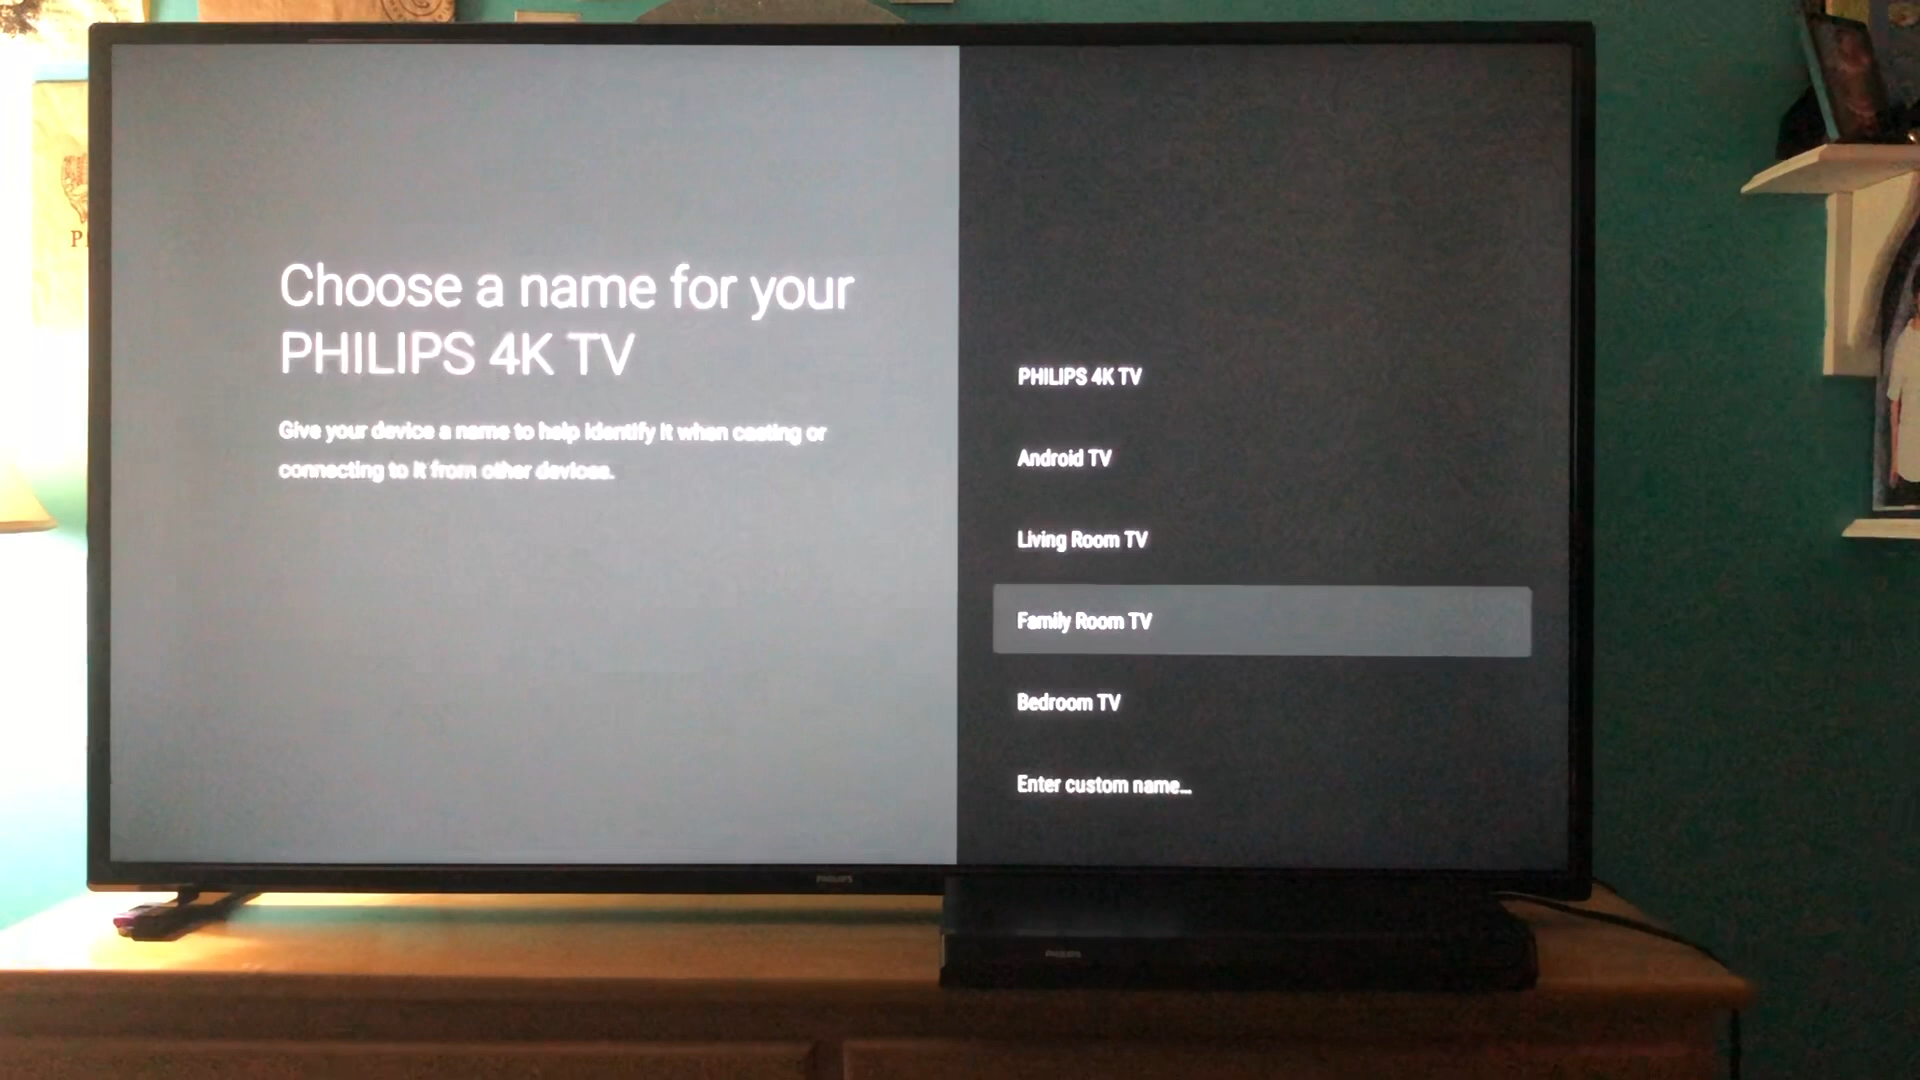 Choose a name for your
PHILIPS 4K TV
Give your device a name to help identify it when casting or
connecting to it from other devices.
PHILIPS 4K TV
Android TV
Living Room TV
Family Room TV
Bedroom TV
Enter custom name...
PHILIPS
PHILIPS